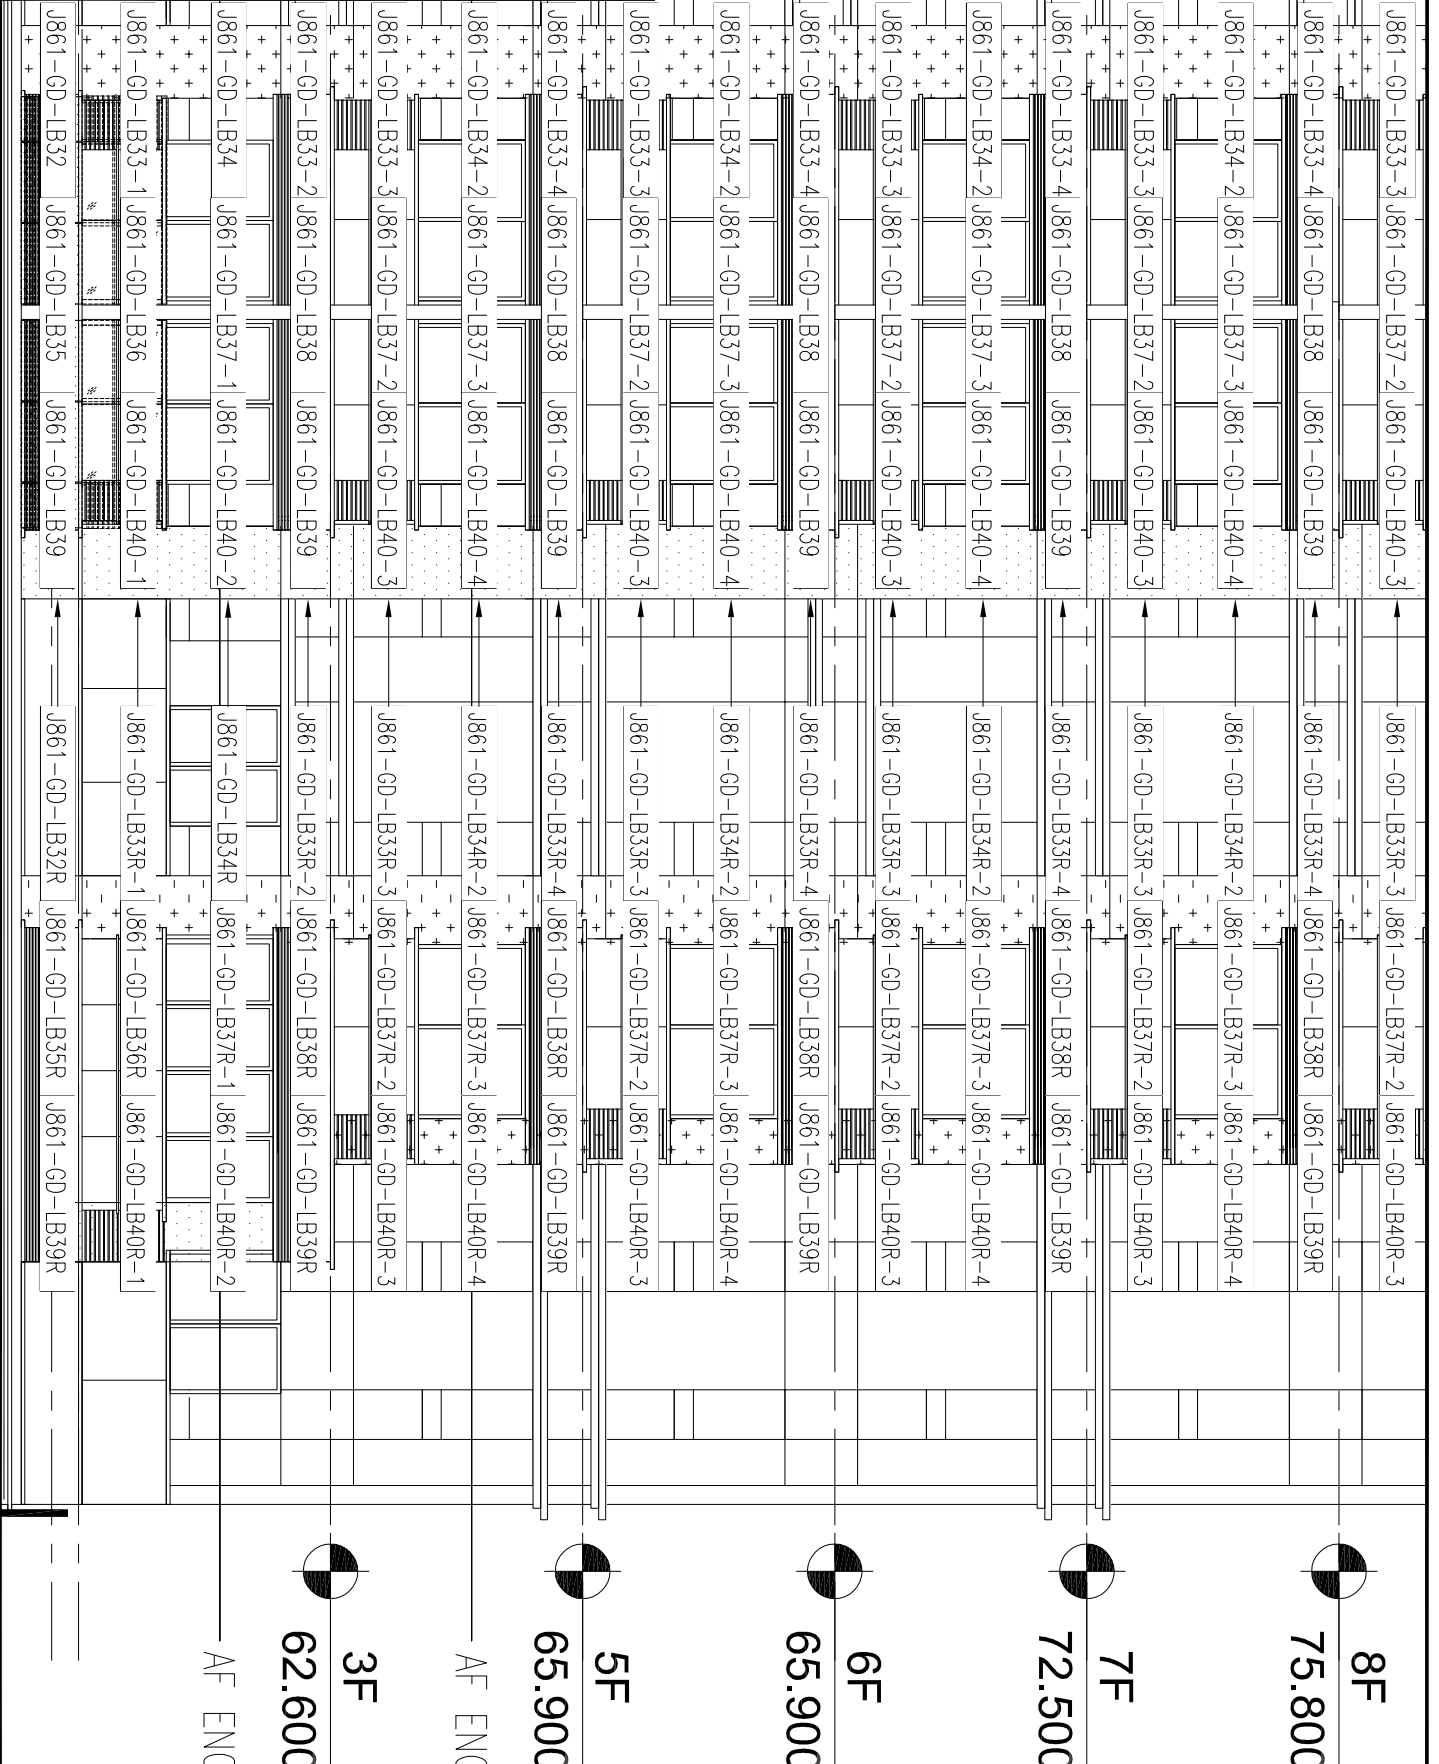 J861-GD-LB33-3 J861-GD-LB37-2 J861-GD-LB40-3 J861-GD-LB33R-3 J861-GD-LB37R-2 J861-GD-LB40R-3
8F
J861-GD-LB33-4 J861-GD-LB38 J861-GD-LB39 J861-GD-LB33R-4 J861-GD-LB38R J861-GD-LB39R
75.800
J861-GD-LB34-2 J861-GD-LB37-3 J861-GD-LB40-4 J861-GD-LB34R-2 J861-GD-LB37R-3 J861-GD-LB40R-4
J861-GD-LB33-3 J861-GD-LB37-2 J861-GD-LB40-3 J861-GD-LB33R-3 J861-GD-LB37R-2 J861-GD-LB40R-3
7F
J861-GD-LB33-4 J861-GD-LB38 J861-GD-LB39 J861-GD-LB33R-4 J861-GD-LB38R J861-GD-LB39R
72.500
J861-GD-LB34-2 J861-GD-LB37-3 J861-GD-LB40-4 J861-GD-LB34R-2 J861-GD-LB37R-3 J861-GD-LB40R-4
J861-GD-LB33-3 J861-GD-LB37-2 J861-GD-LB40-3 J861-GD-LB33R-3 J861-GD-LB37R-2 J861-GD-LB40R-3
6F
J861-GD-LB33-4 J861-GD-LB38 J861-GD-LB39 J861-GD-LB33R-4 J861-GD-LB38R J861-GD-LB39R
65.900
J861-GD-LB34-2 J861-GD-LB37-3 J861-GD-LB40-4 J861-GD-LB34R-2 J861-GD-LB37R-3 J861-GD-LB40R-4
J861-GD-LB33-3 J861-GD-LB37-2 J861-GD-LB40-3 J861-GD-LB33R-3 J861-GD-LB37R-2 J861-GD-LB40R-3
5F
J861-GD-LB33-4 J861-GD-LB38 J861-GD-LB39 J861-GD-LB33R-4 J861-GD-LB38R J861-GD-LB39R
65.900
J861-GD-LB34-2 J861-GD-LB37-3 J861-GD-LB40-4 J861-GD-LB34R-2 J861-GD-LB37R-3 J861-GD-LB40R-4
AF
J861-GD-LB33-3 J861-GD-LB37-2 J861-GD-LB40-3 J861-GD-LB33R-3 J861-GD-LB37R-2 J861-GD-LB40R-3
3F
J861-GD-LB33-2 J861-GD-LB38 J861-GD-LB39 J861-GD-LB33R-2 J861-GD-LB38R J861-GD-LB39R
62.600
J861-GD-LB34 J861-GD-LB37-1 J861-GD-LB40-2 J861-GD-LB34R J861-GD-LB37R-1 J861-GD-LB40R-2
AF
J861-GD-LB33-1 J861-GD-LB36 J861-GD-LB40-1 J861-GD-LB33R-1 J861-GD-LB36R J861-GD-LB40R-1
J861-GD-LB32 J861-GD-LB35 J861-GD-LB39 J861-GD-LB32R J861-GD-LB35R J861-GD-LB39R